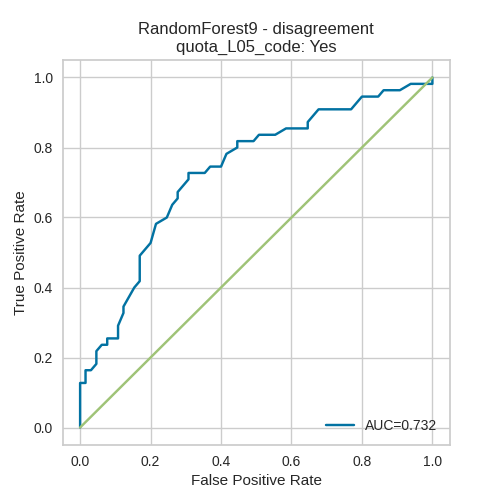 RandomForest9 - disagreement
quota_L05_code: Yes
True Positive Rate
1.0
0.8
0.6
0.4
0.2
0.0
AUC=0.732
0.0 0.2 0.4 0.6 0.8 1.0
False Positive Rate